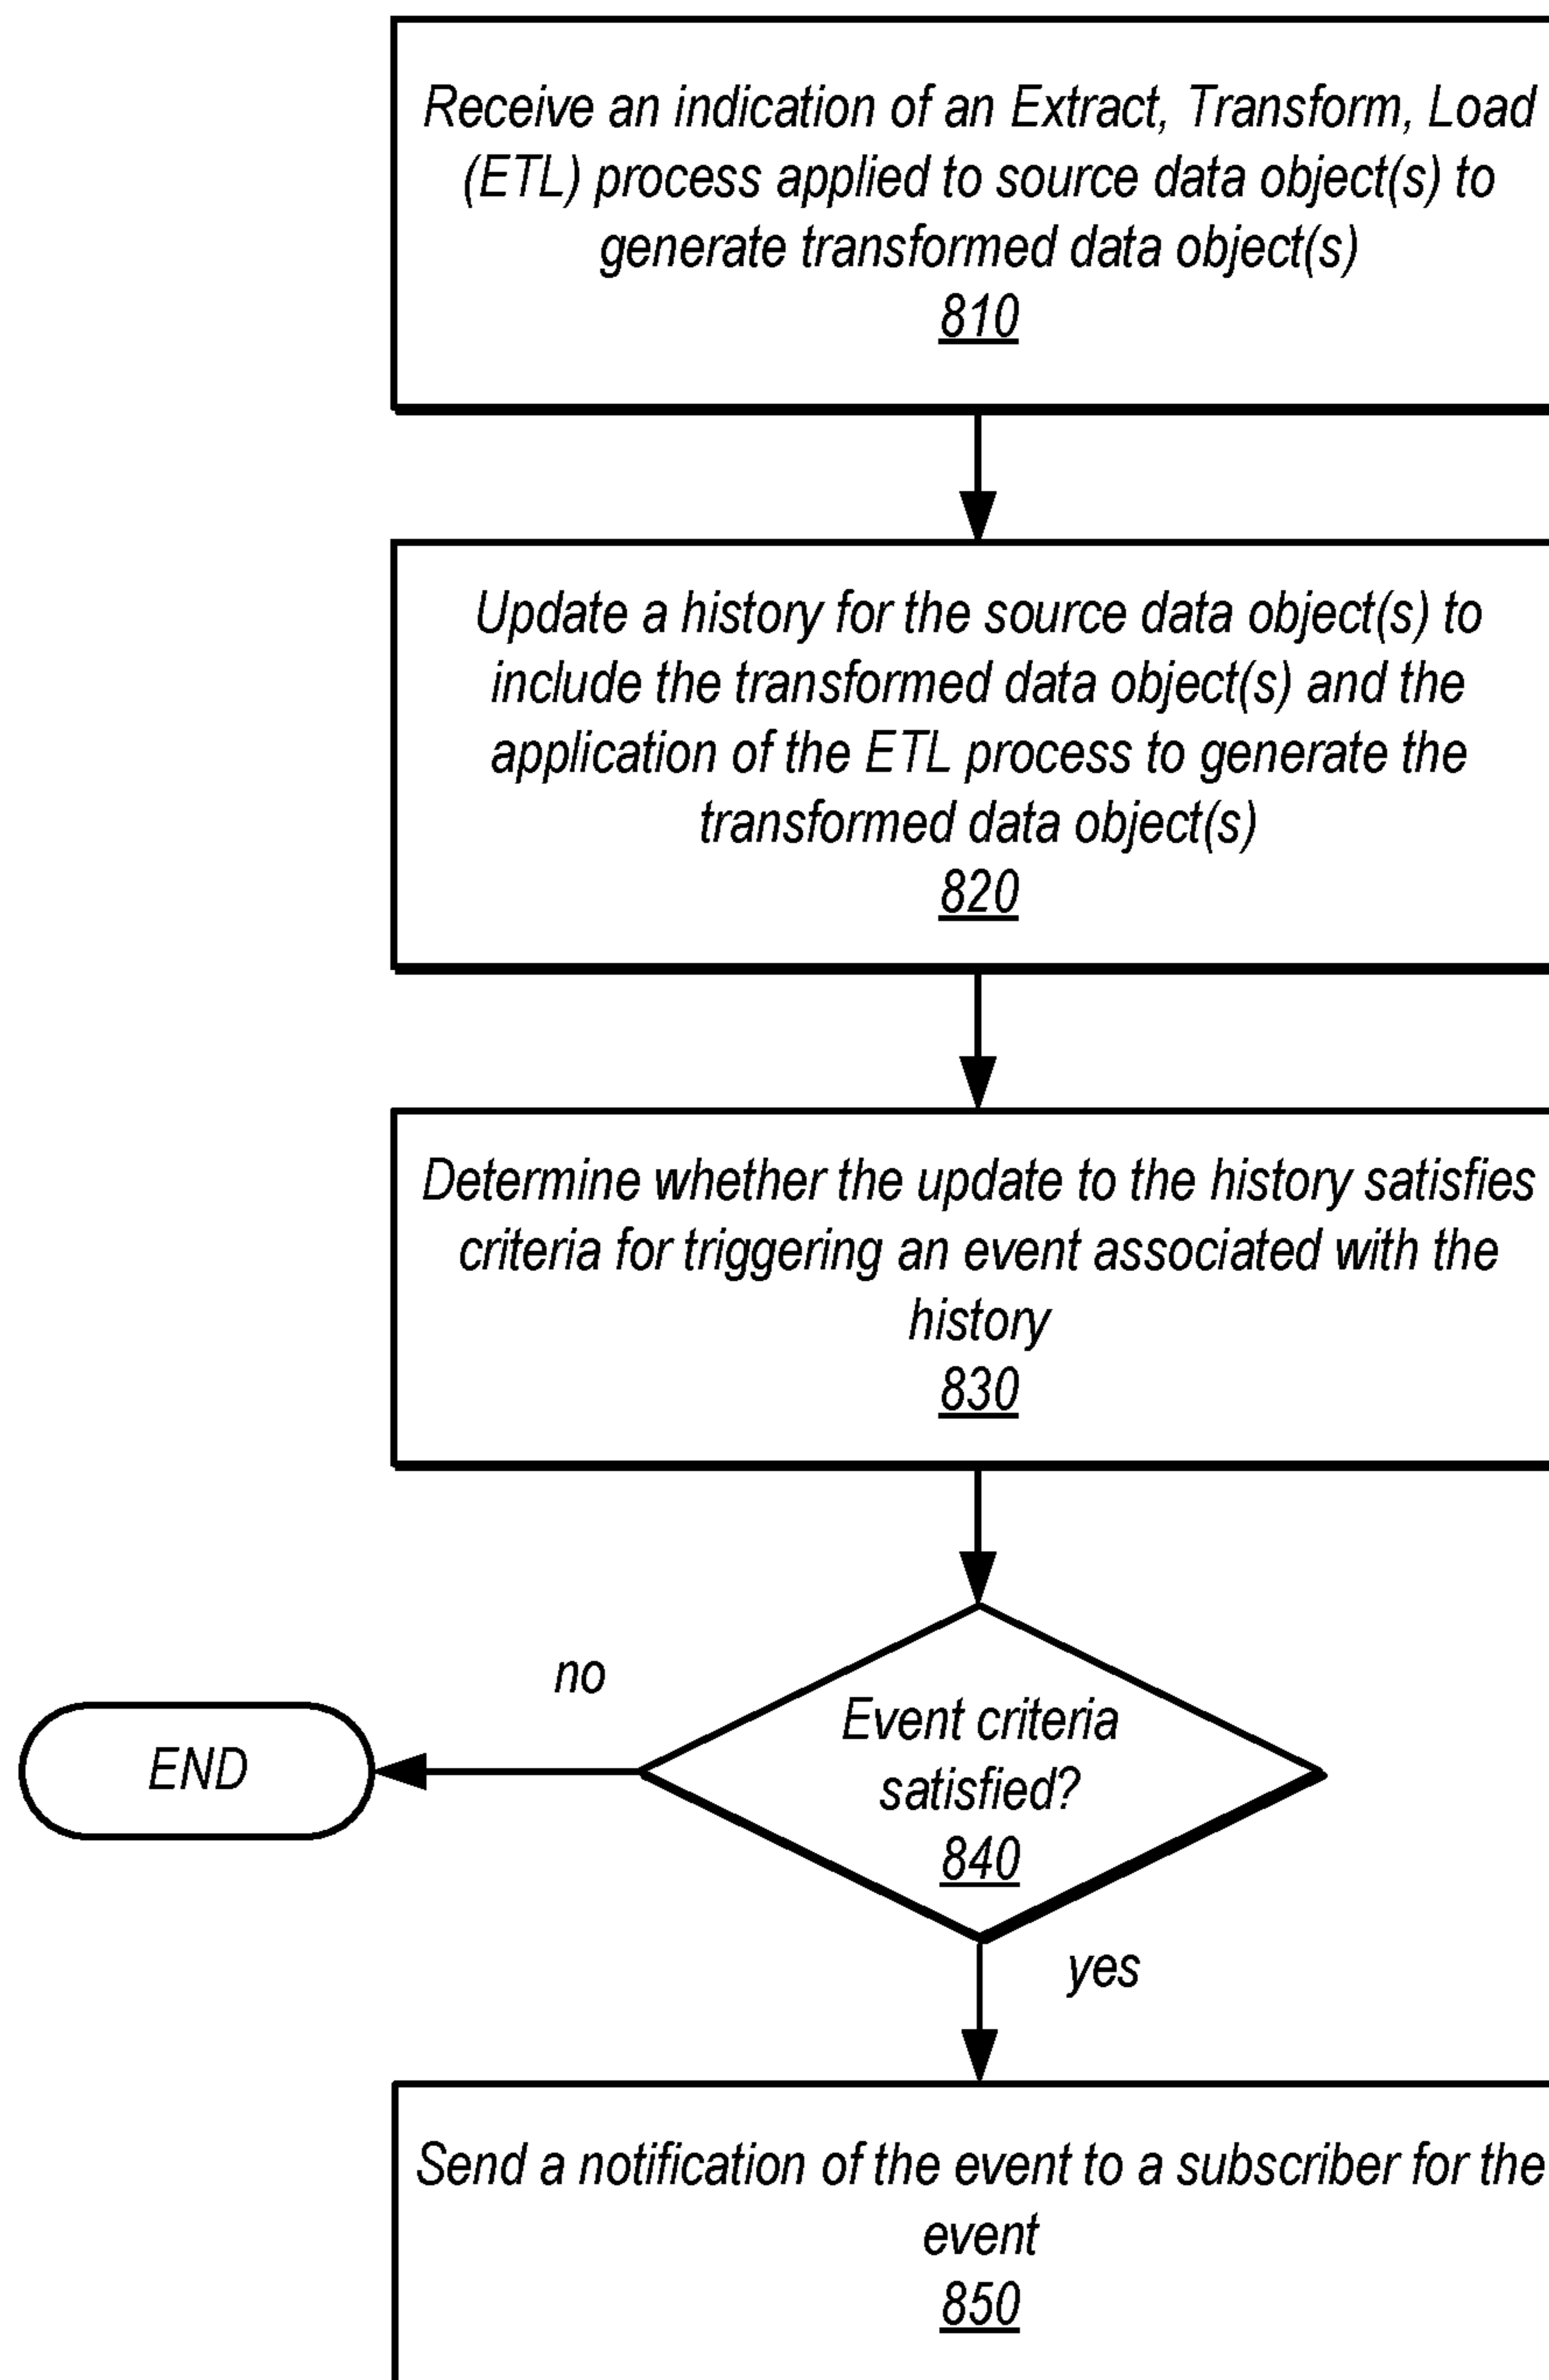 Receive an indication of an Extract, Transform, Load
(ETL) process applied to source data object(s) to
generate transformed data object(s)
810
Update a history for the source data object(s) to
include the transformed data object(s) and the
application of the ETL process to generate the
transformed data object(s)
820
Determine whether the update to the history satisfies
criteria for triggering an event associated with the
history
830
no
Event criteria
satisfied?
840
END
yes
Send a notification of the event to a subscriber for the
event
850